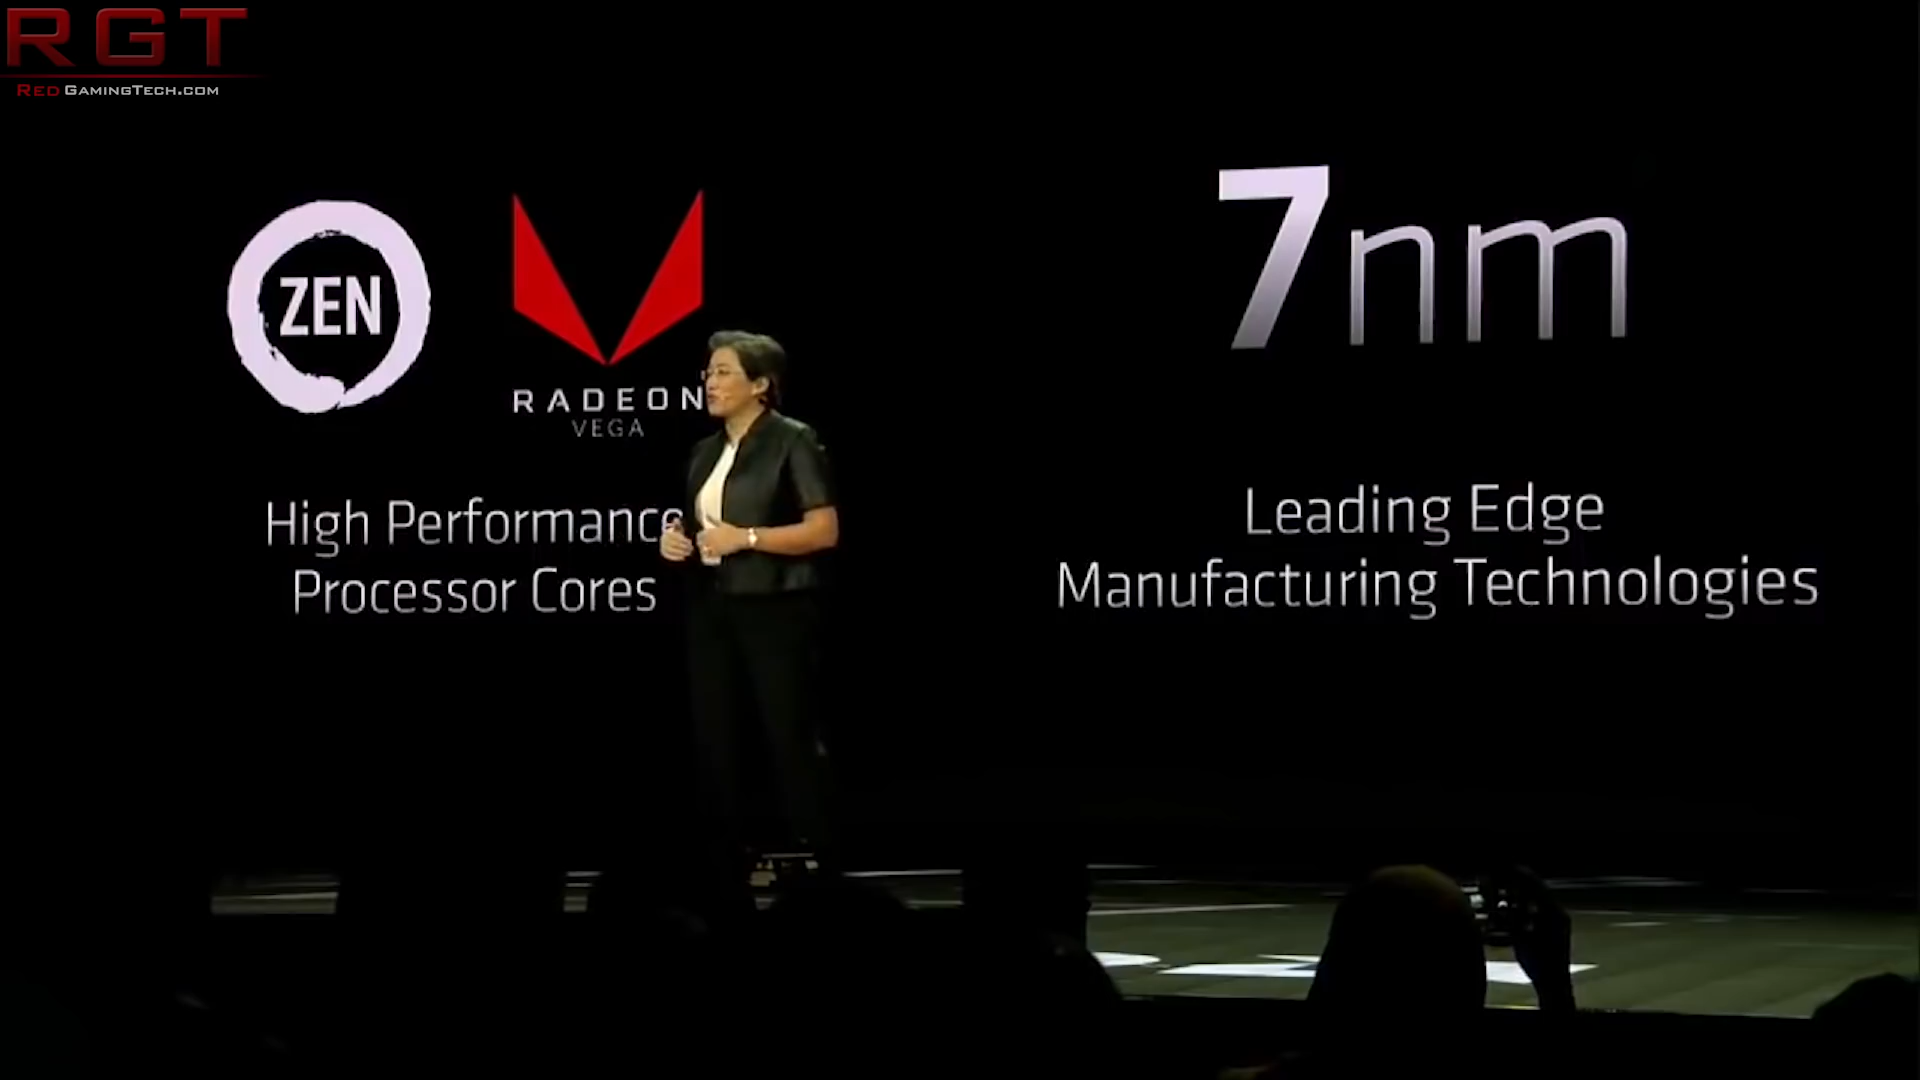 RGT
RedGamingTech.com
ZEN
RADEON
VEGA
High Performance
Processor Cores
7nm
Leading Edge
Manufacturing Technologies